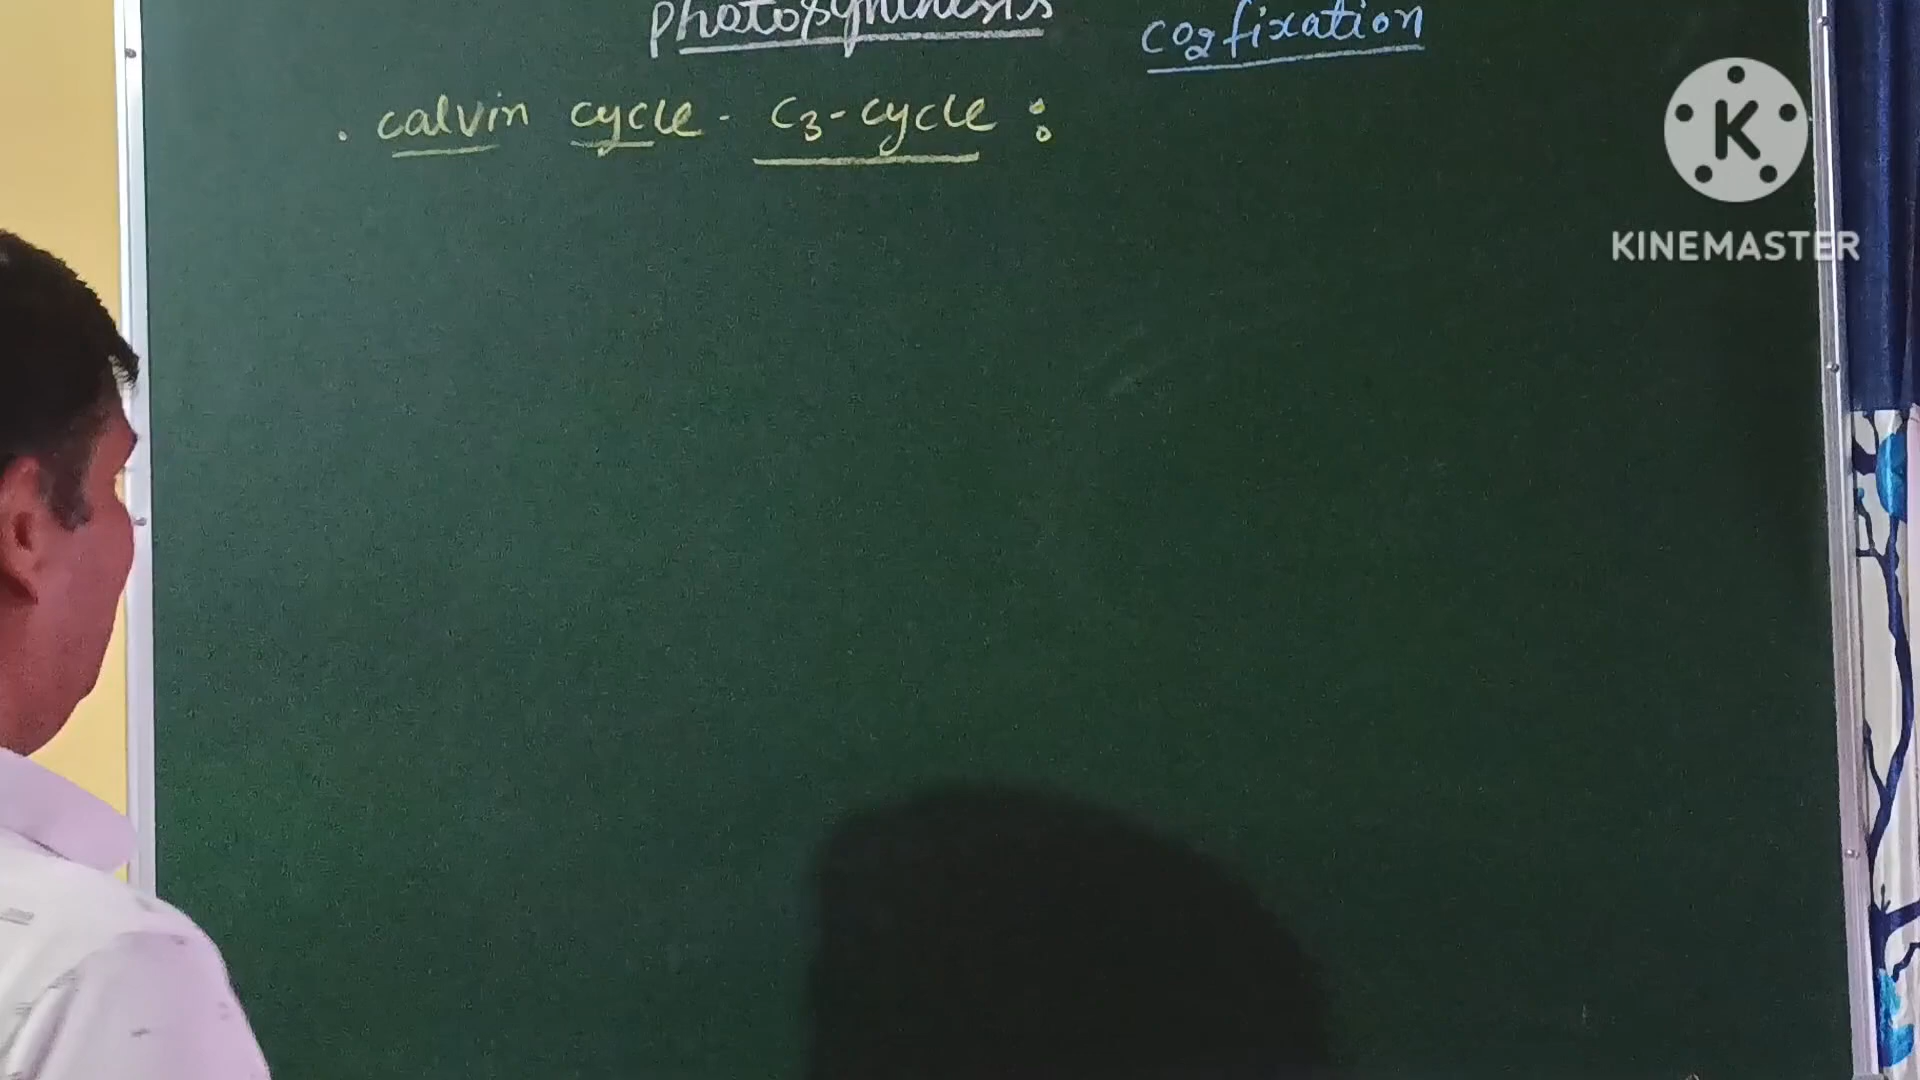 Photosynthesis
co2 fixation
. calvin cycle - C3-cycle :
K
KINEMASTER